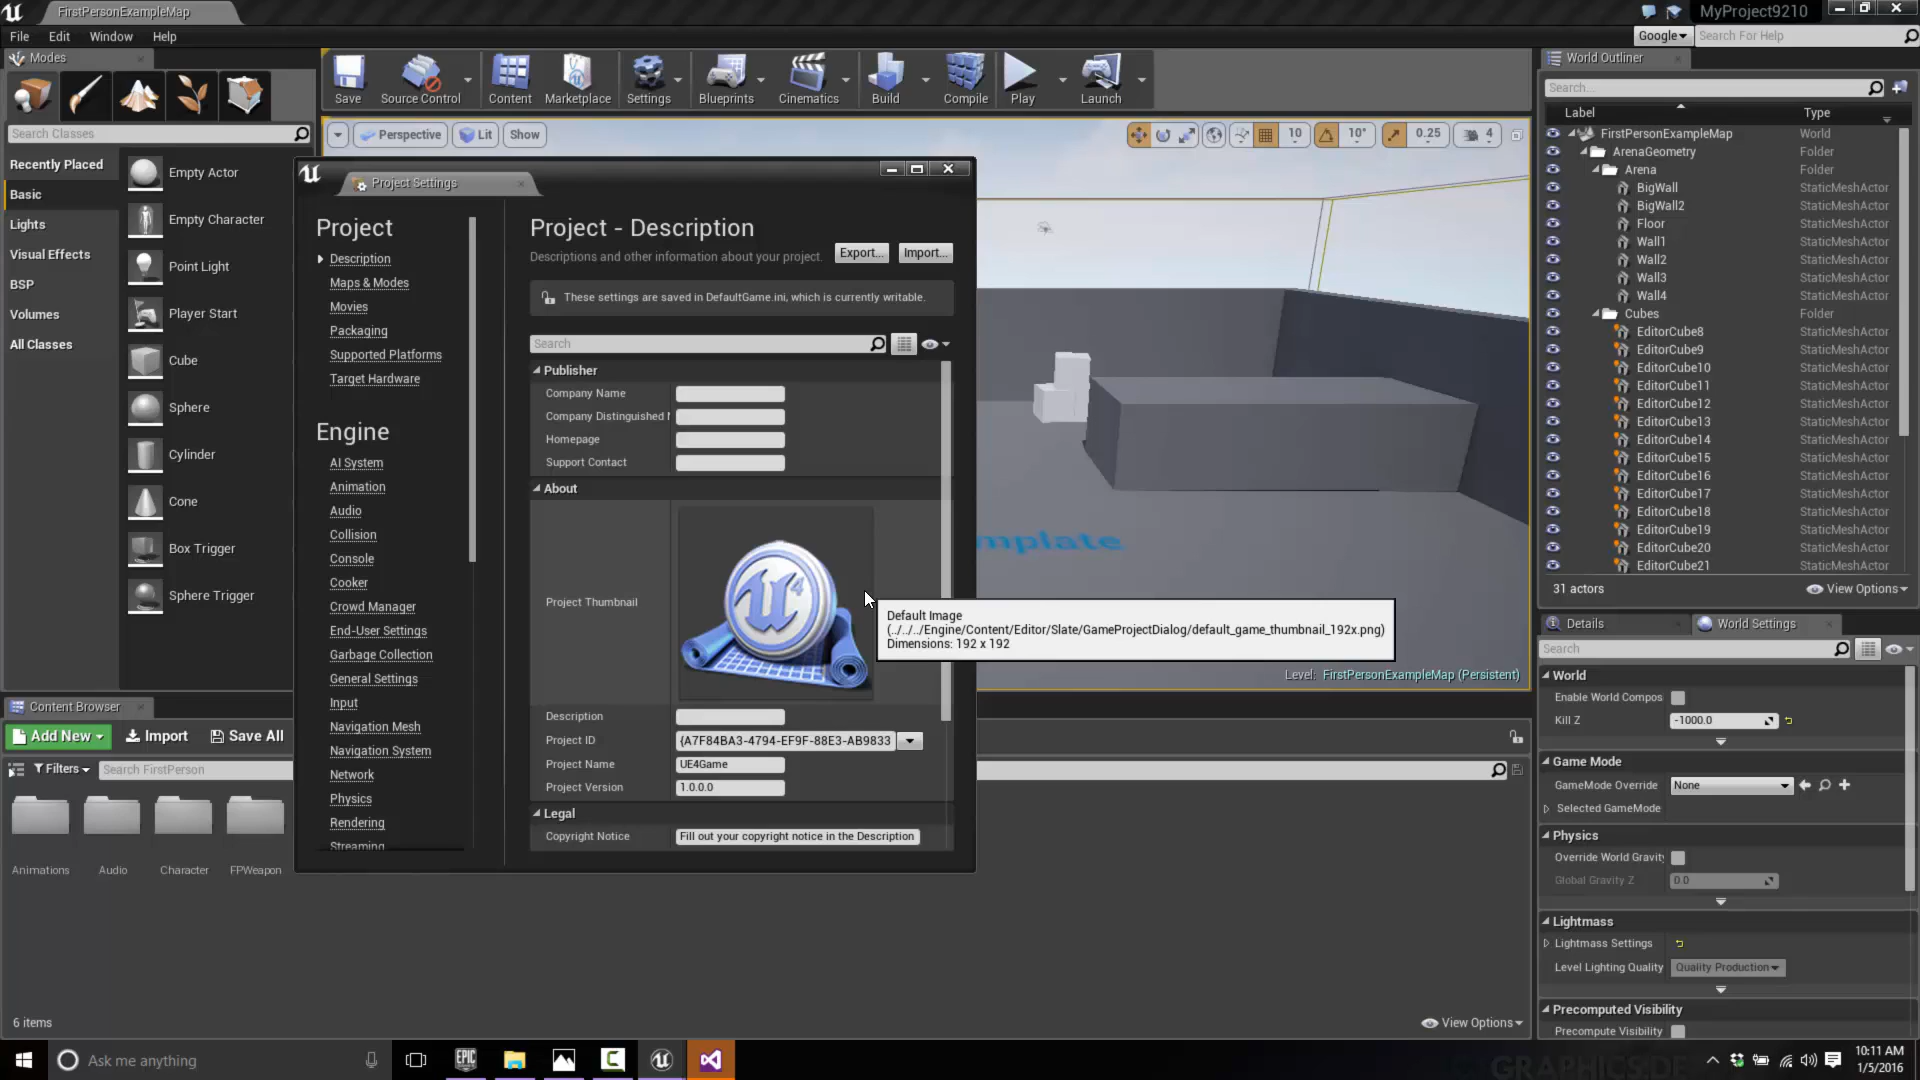 FirstPersonExampleMap
MyProject9210
File Edit Window Help
Google
Search For Help
Modes
Save
Source Control
Content
Marketplace
Settings
Blueprints
Cinematics
Build
Compile
Play
Launch
World Outliner
Search...
Label Type
Search Classes
Perspective
Lit
Show
10
10°
0.25
4
Recently Placed
Basic
Lights
Visual Effects
BSP
Volumes
All Classes
Empty Actor
Empty Character
Point Light
Player Start
Cube
Sphere
Cylinder
Cone
Box Trigger
Sphere Trigger
Project Settings
Project
Description
Maps & Modes
Movies
Packaging
Supported Platforms
Target Hardware
Engine
AI System
Animation
Audio
Collision
Console
Cooker
Crowd Manager
End-User Settings
Garbage Collection
General Settings
Input
Navigation Mesh
Navigation System
Network
Physics
Rendering
Streaming
Project - Description
Descriptions and other information about your project.
Export...
Import...
These settings are saved in DefaultGame.ini, which is currently writable.
Search
Publisher
Company Name
Company Distinguished N
Homepage
Support Contact
About
Project Thumbnail
Default Image
(../../../Engine/Content/Editor/Slate/GameProjectDialog/default_game_thumbnail_192x.png)
Dimensions: 192 x 192
Description
Project ID {A7F84BA3-4794-EF9F-88E3-AB9833
Project Name UE4Game
Project Version 1.0.0.0
Legal
Copyright Notice Fill out your copyright notice in the Description
mplate
Level: FirstPersonExampleMap (Persistent)
FirstPersonExampleMap World
ArenaGeometry Folder
Arena Folder
BigWall StaticMeshActor
BigWall2 StaticMeshActor
Floor StaticMeshActor
Wall1 StaticMeshActor
Wall2 StaticMeshActor
Wall3 StaticMeshActor
Wall4 StaticMeshActor
Cubes Folder
EditorCube8 StaticMeshActor
EditorCube9 StaticMeshActor
EditorCube10 StaticMeshActor
EditorCube11 StaticMeshActor
EditorCube12 StaticMeshActor
EditorCube13 StaticMeshActor
EditorCube14 StaticMeshActor
EditorCube15 StaticMeshActor
EditorCube16 StaticMeshActor
EditorCube17 StaticMeshActor
EditorCube18 StaticMeshActor
EditorCube19 StaticMeshActor
EditorCube20 StaticMeshActor
EditorCube21 StaticMeshActor
31 actors
View Options
Details
World Settings
Search
World
Enable World Compos
Kill Z -1000.0
Game Mode
GameMode Override None
Selected GameMode
Physics
Override World Gravity
Global Gravity Z 0.0
Lightmass
Lightmass Settings
Level Lighting Quality Quality Production
Precomputed Visibility
Precompute Visibility
Content Browser
Add New
Import
Save All
Filters
Search FirstPerson
Animations
Audio
Character
FPWeapon
6 items
View Options
Ask me anything
EPIC
GRAPHICS.DE
10:11 AM
1/5/2016